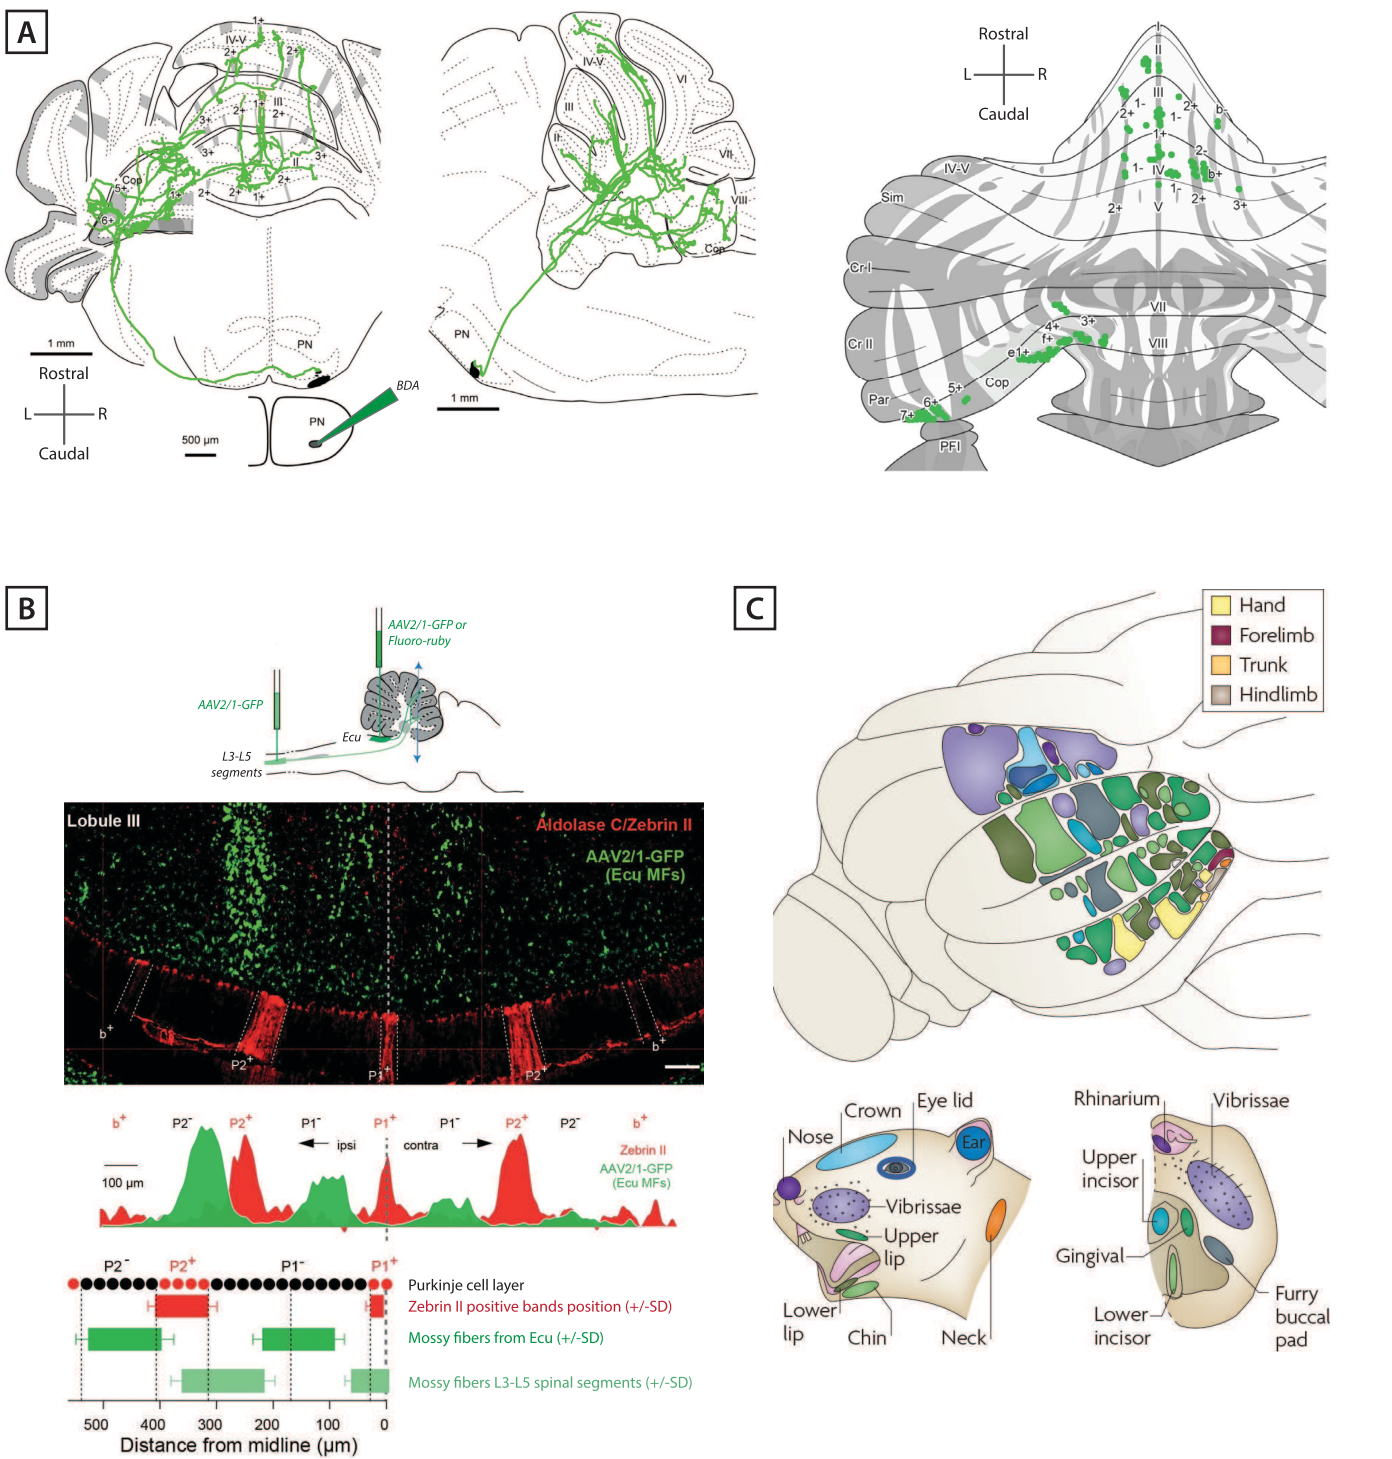 A
1+
IV-V
2+
2+
III
1+
2+
2+
3+
3+
II
3+
Cop
5+
1+
2+
2+
2+
1+
6+
PN
1 mm
Rostral
L
R
Caudal
500 µm
PN
BDA
IV-V
VI
III
II
VII
VIII
Cop
PN
1 mm
Rostral
L
R
Caudal
I
II
III
1-
2+
2+
1-
b-
1+
2-
1-
IV
b+
1-
IV-V
2+
V
2+
3+
Sim
Cr I
VII
4+
3+
f+
Cr II
VIII
e1+
Cop
5+
Par
6+
7+
PFl
B
AAV2/1-GFP or
Fluoro-ruby
AAV2/1-GFP
Ecu
L3-L5
segments
Lobule III
Aldolase C/Zebrin II
AAV2/1-GFP
(Ecu MFs)
b+
P2+
P1+
P2+
b+
b+
P2-
P2+
P1-
P1+
P1-
P2+
P2-
b+
ipsi
contra
Zebrin II
AAV2/1-GFP
(Ecu MFs)
100 µm
P2-
P2+
P1-
P1+
Purkinje cell layer
Zebrin II positive bands position (+/-SD)
Mossy fibers from Ecu (+/-SD)
Mossy fibers L3-L5 spinal segments (+/-SD)
500
400
300
200
100
0
Distance from midline (µm)
C
Hand
Forelimb
Trunk
Hindlimb
Eye lid
Crown
Nose
Ear
Vibrissae
Upper
lip
Lower
lip
Chin
Neck
Rhinarium
Vibrissae
Upper
incisor
Gingival
Lower
incisor
Furry
buccal
pad